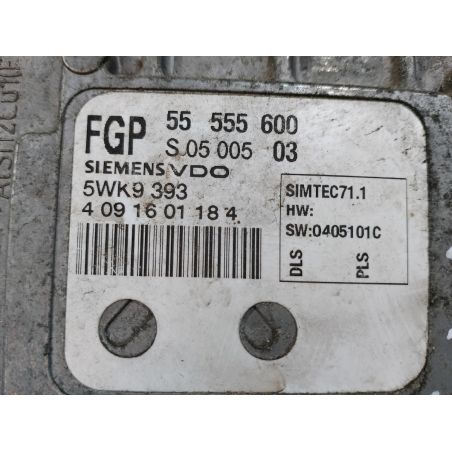 FGP 55 555 600
S.05 005 03
SIEMENS VDO
5WK9 393
4 09 16 01 18 4
SIMTEC71.1
HW:
SW:0405101C
DLS
PLS